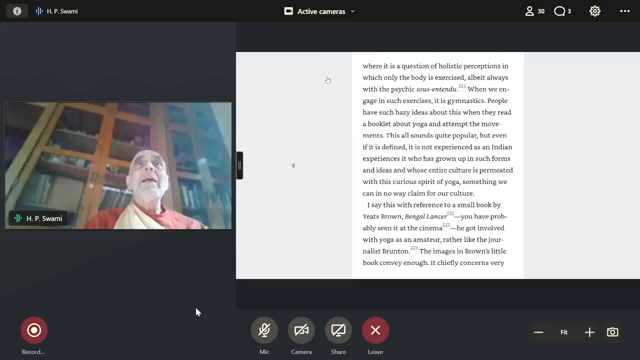 H. P. Swami
Active cameras
30
3
where it is a question of holistic perceptions in
which only the body is exercised, albeit always
with the psychic sous-entendu.221 When we en-
gage in such exercises, it is gymnastics. People
have such hazy ideas about this when they read
a booklet about yoga and attempt the move-
ments. This all sounds quite popular, but even
if it is defined, it is not experienced as an Indian
experiences it who has grown up in such forms
and ideas and whose entire culture is permeated
with this curious spirit of yoga, something we
can in no way claim for our culture.
I say this with reference to a small book by
Yeats Brown, Bengal Lancer222—you have prob-
ably seen it at the cinema223—he got involved
with yoga as an amateur, rather like the jour-
nalist Brunton.224 The images in Brown's little
book convey enough. It chiefly concerns very
H. P. Swami
Record...
Mic
Camera
Share
Leave
Fit